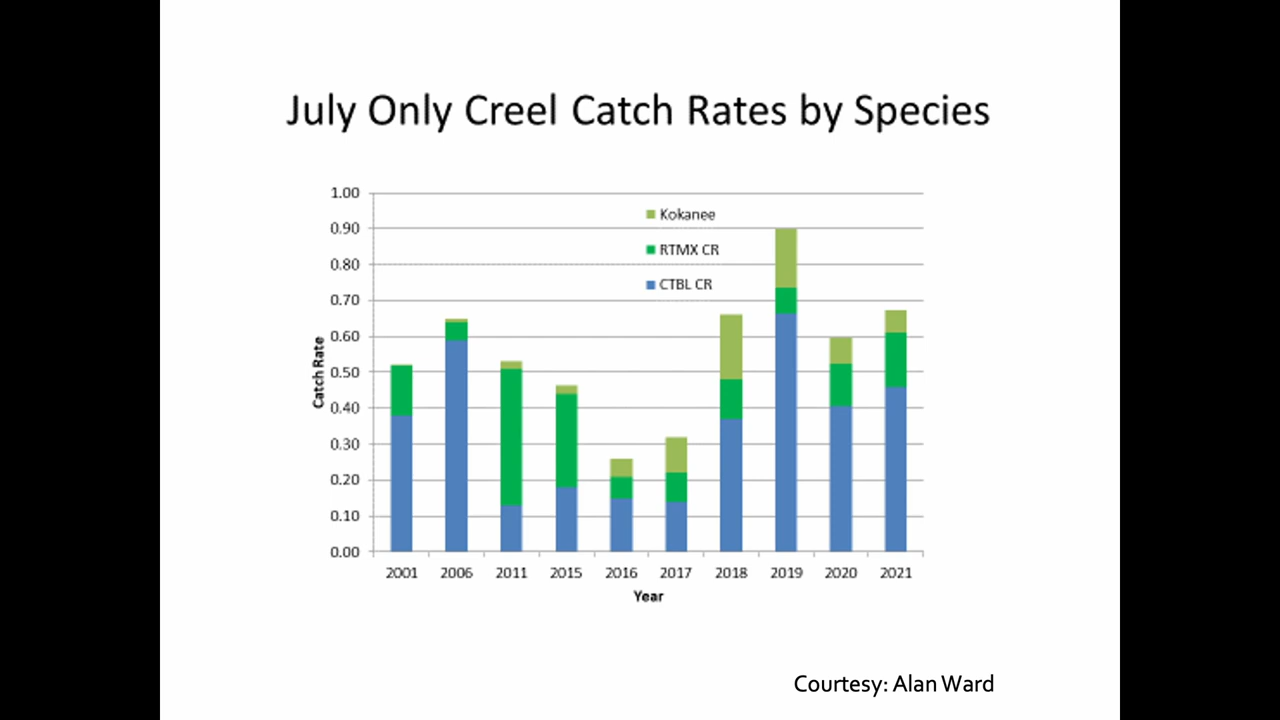 July Only Creel Catch Rates by Species
1.00
0.90
0.80
0.70
0.60
0.50
0.40
0.30
0.20
0.10
0.00
Catch Rate
Kokanee
RTMX CR
CTBL CR
2001 2006 2011 2015 2016 2017 2018 2019 2020 2021
Year
Courtesy: Alan Ward